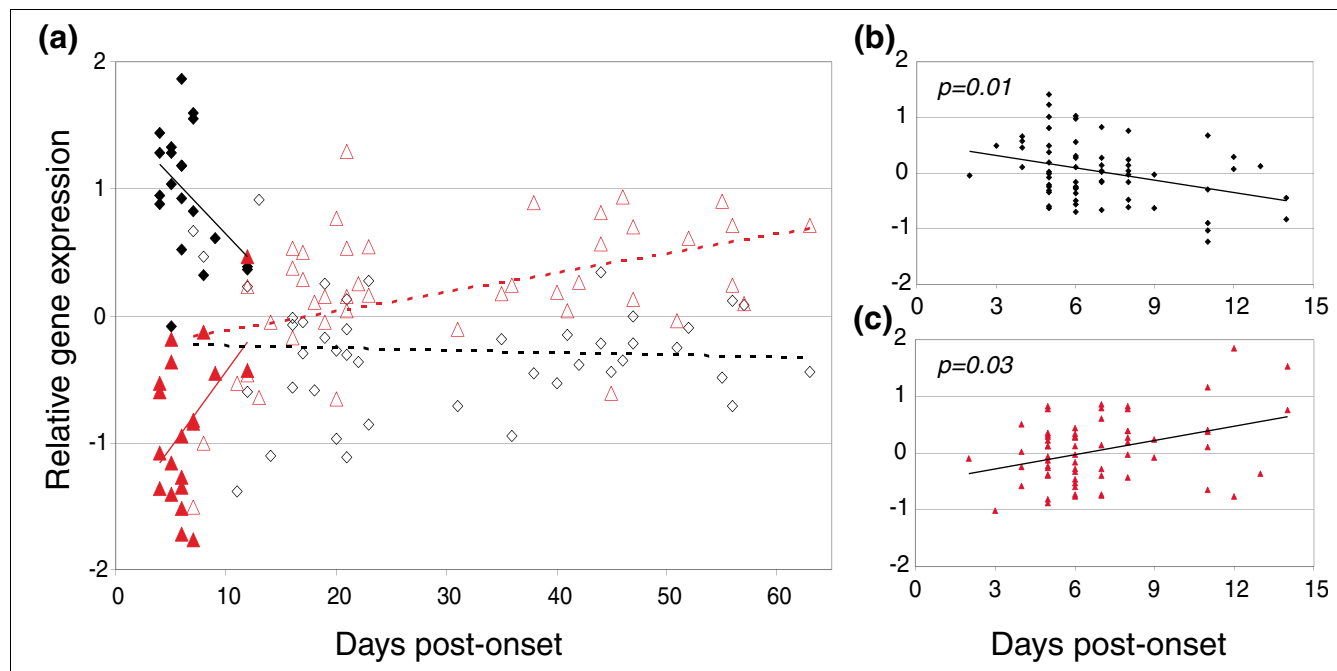 (a)
Relative gene expression
2
1
0
-1
-2
0 10 20 30 40 50 60
Days post-onset
(b)
p=0.01
2
1
0
-1
-2
0 3 6 9 12 15
(c)
p=0.03
2
1
0
-1
-2
0 3 6 9 12 15
Days post-onset